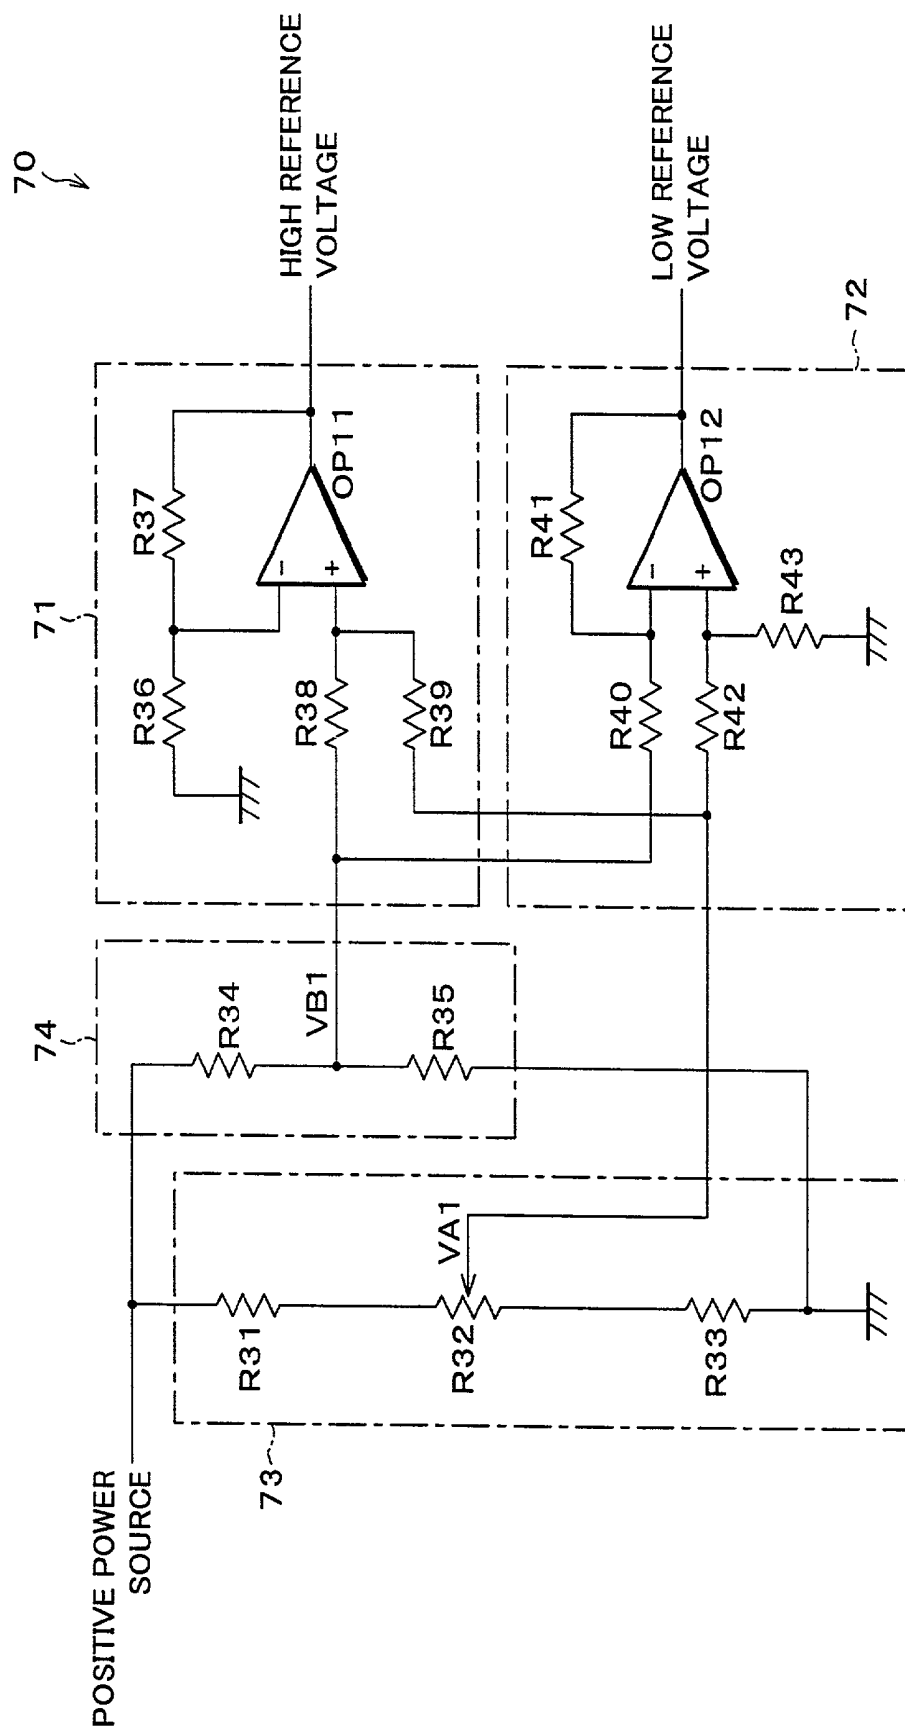 70
POSITIVE POWER
SOURCE
73
R31
R32
R33
VA1
74
R34
R35
VB1
71
R36
R37
R38
R39
-
+
OP11
HIGH REFERENCE
VOLTAGE
72
R40
R41
R42
R43
-
+
OP12
LOW REFERENCE
VOLTAGE